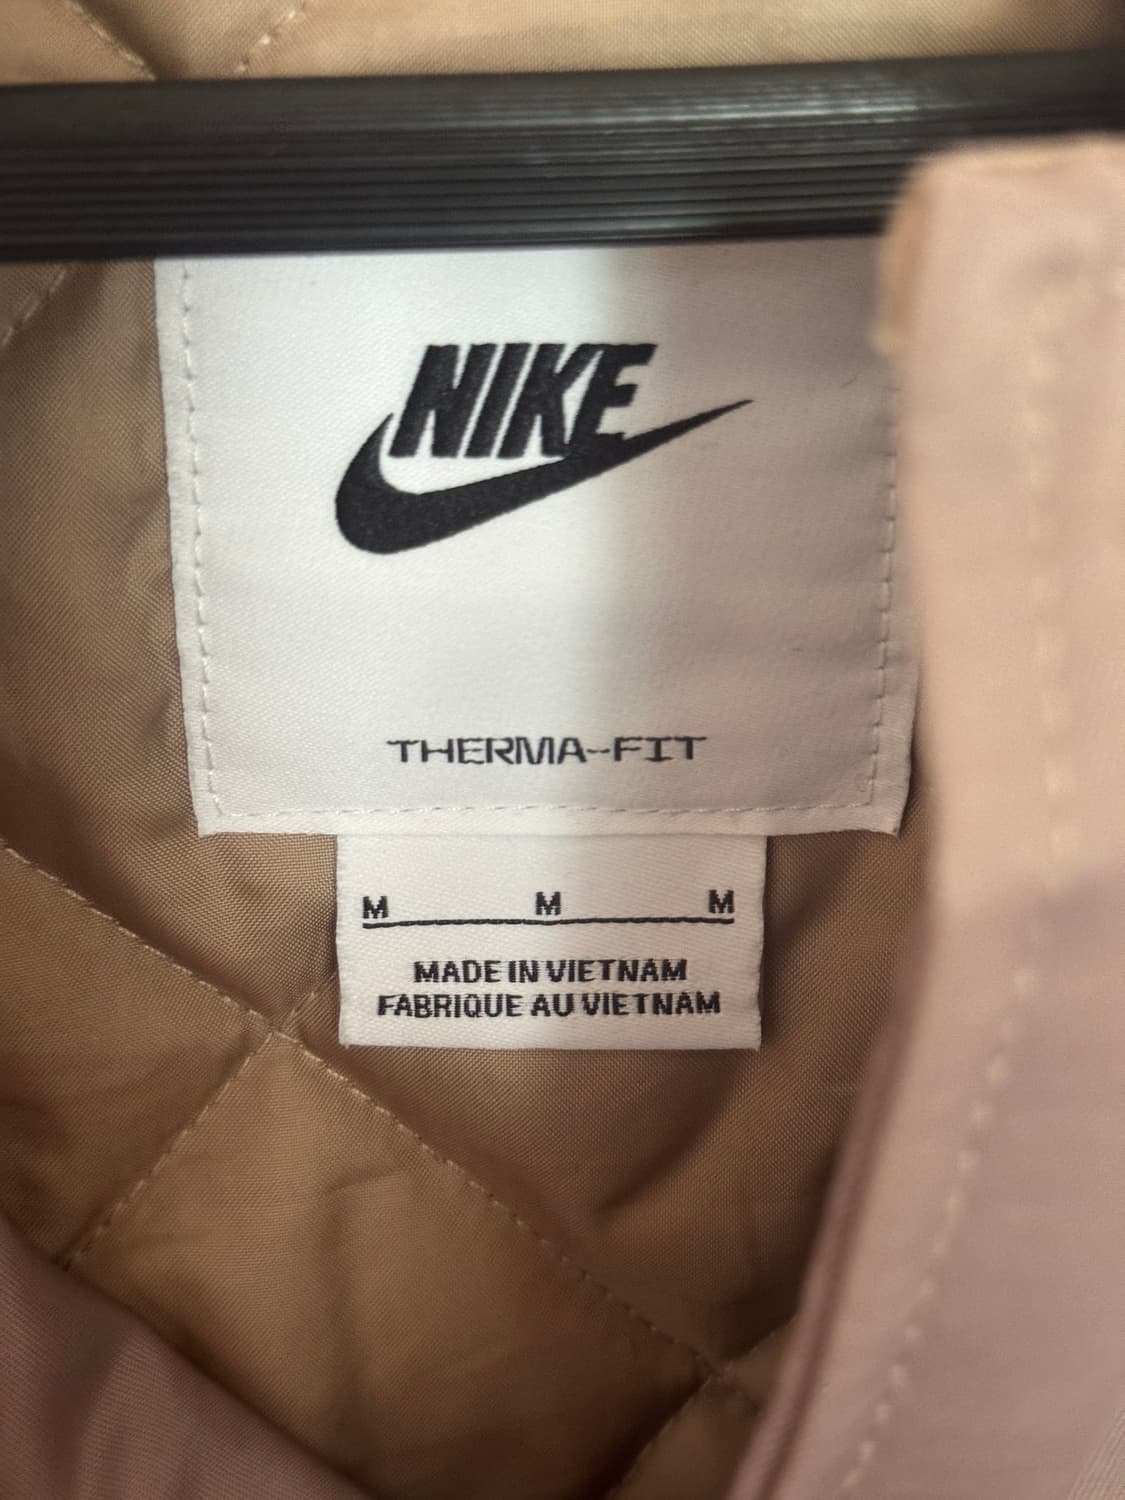 NIKE
THERMA-FIT
M M M
MADE IN VIETNAM
FABRIQUE AU VIETNAM